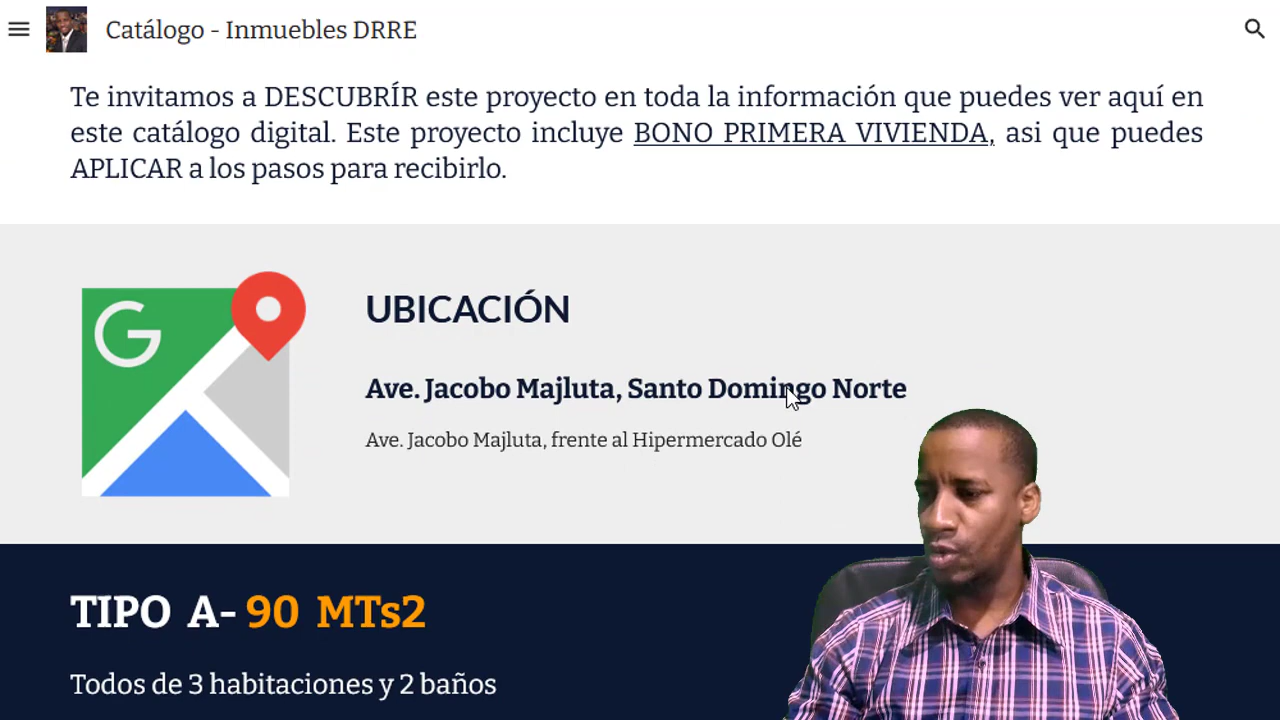 Catálogo - Inmuebles DRRE
Te invitamos a DESCUBRÍR este proyecto en toda la información que puedes ver aquí en
este catálogo digital. Este proyecto incluye BONO PRIMERA VIVIENDA, asi que puedes
APLICAR a los pasos para recibirlo.
G
UBICACIÓN
Ave. Jacobo Majluta, Santo Domingo Norte
Ave. Jacobo Majluta, frente al Hipermercado Olé
TIPO A- 90 MTs2
Todos de 3 habitaciones y 2 baños